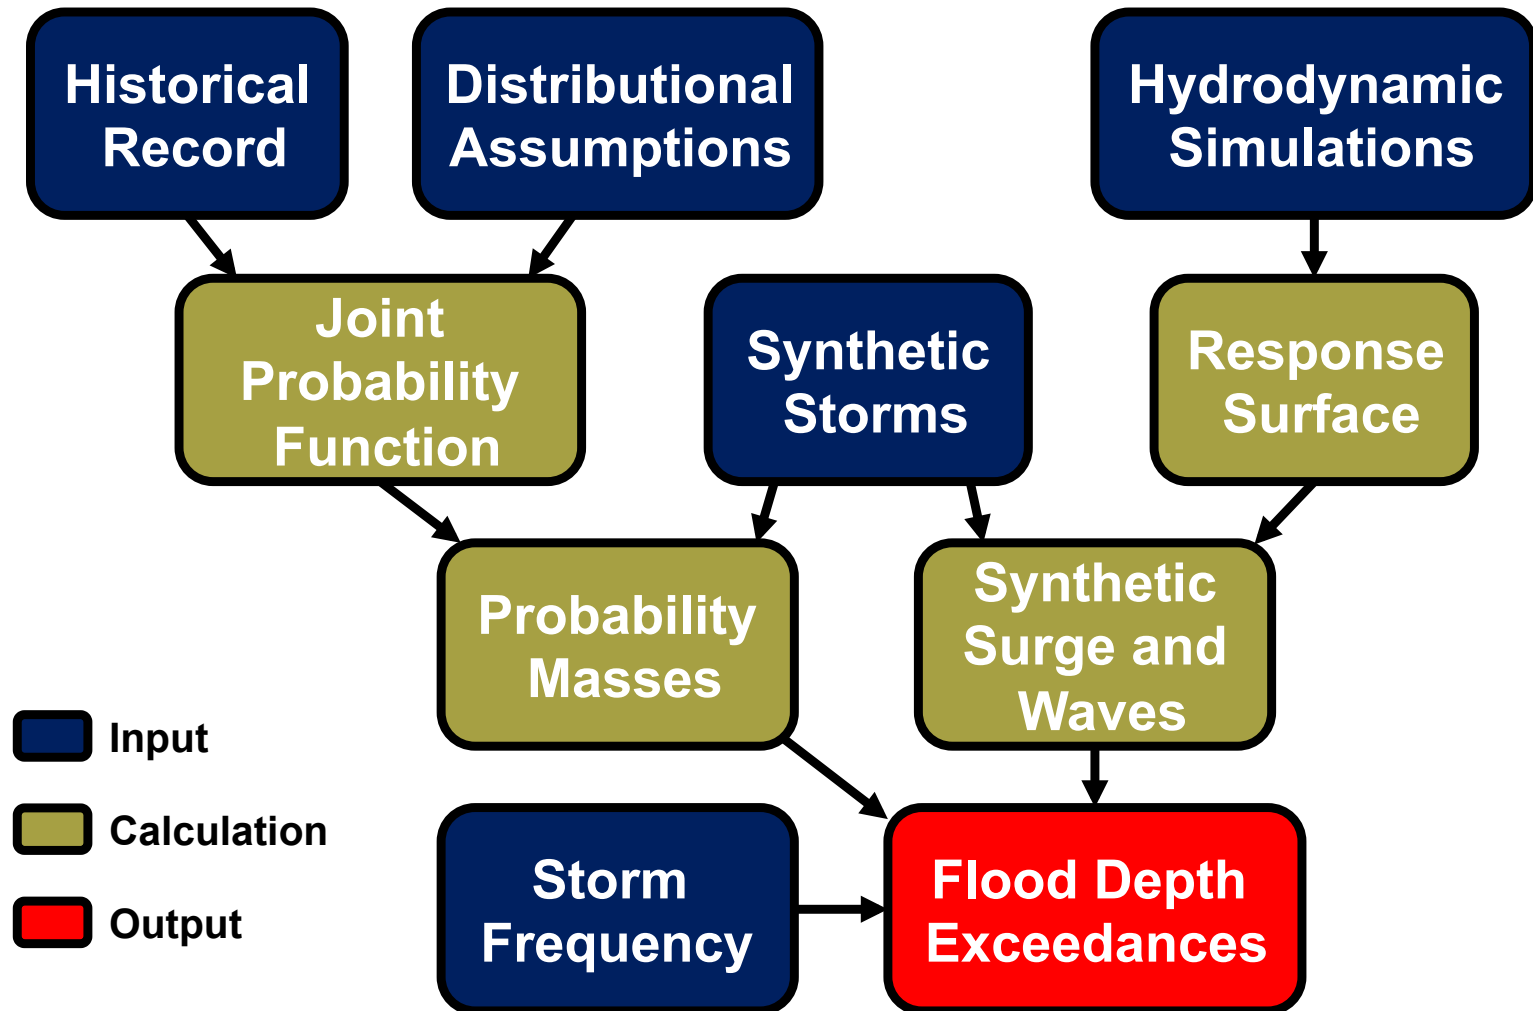 Historical
Record
Distributional
Assumptions
Hydrodynamic
Simulations
Joint
Probability
Function
Synthetic
Storms
Response
Surface
Probability
Masses
Synthetic
Surge and
Waves
Input
Calculation
Output
Storm
Frequency
Flood Depth
Exceedances